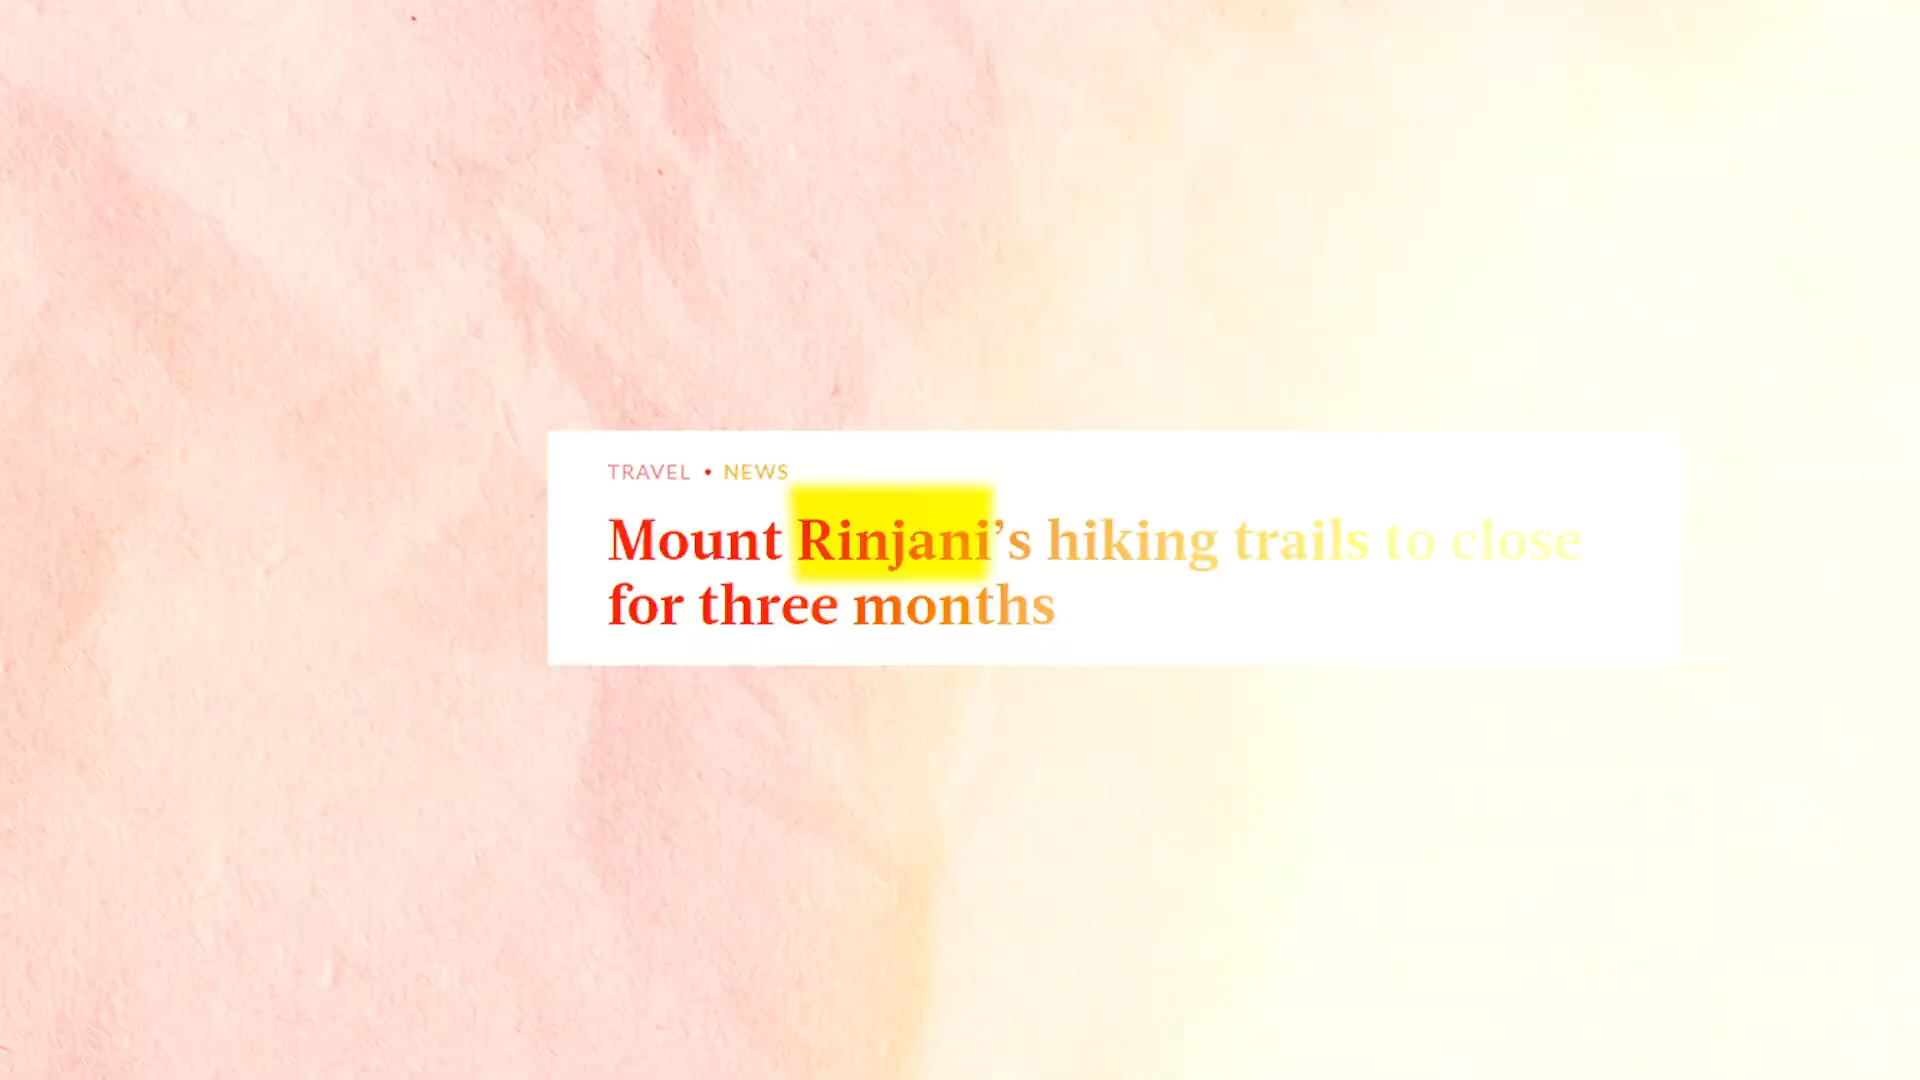 TRAVEL • NEWS
Mount Rinjani’s hiking trails to close
for three months